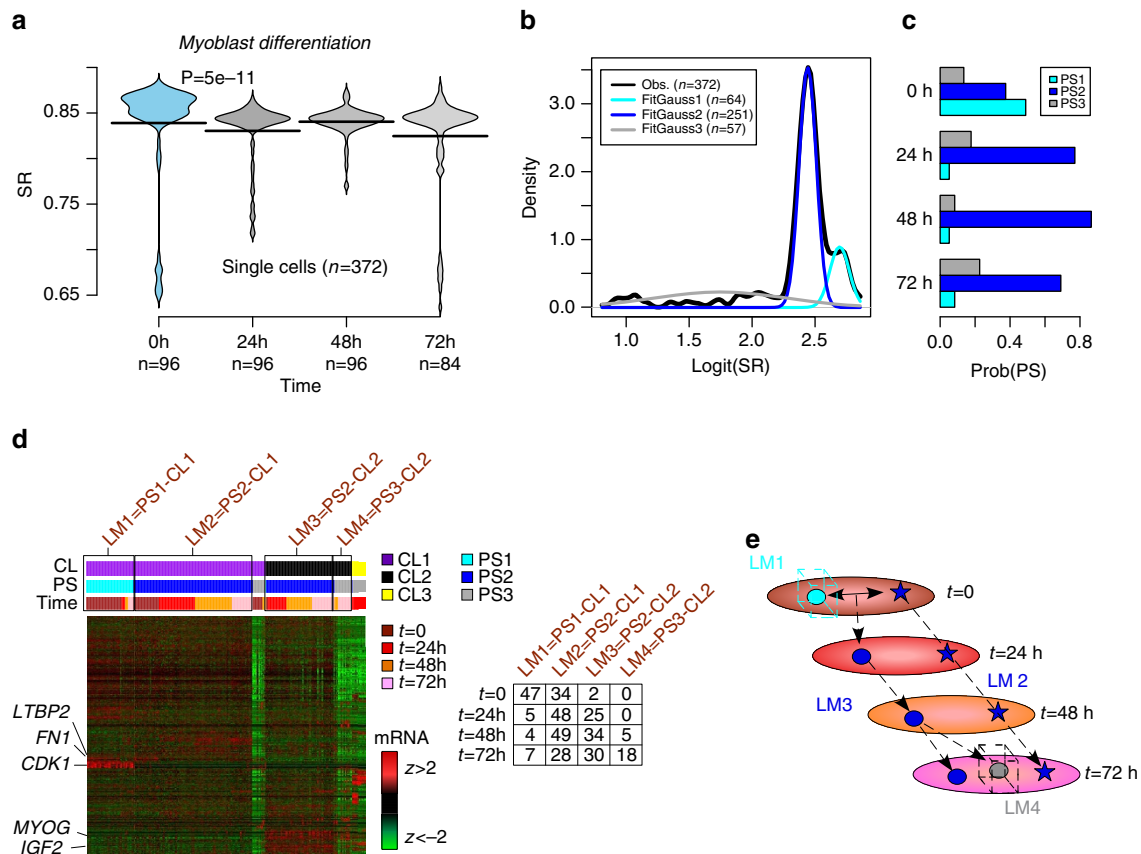 a
Myoblast differentiation
P=5e−11
SR
0.85
0.75
0.65
Single cells (n=372)
0h 24h 48h 72h
n=96 n=96 n=96 n=84
Time
b
Obs. (n=372)
FitGauss1 (n=64)
FitGauss2 (n=251)
FitGauss3 (n=57)
Density
3.0
2.0
1.0
0.0
1.0 1.5 2.0 2.5
Logit(SR)
c
0 h
24 h
48 h
72 h
PS1
PS2
PS3
0.0 0.4 0.8
Prob(PS)
d
LM1=PS1-CL1
LM2=PS2-CL1
LM3=PS2-CL2
LM4=PS3-CL2
CL
PS
Time
CL1 PS1
CL2 PS2
CL3 PS3
t=0
t=24h
t=48h
t=72h
mRNA
z>2
z<−2
LTBP2
FN1
CDK1
MYOG
IGF2
LM1=PS1-CL1
LM2=PS2-CL1
LM3=PS2-CL2
LM4=PS3-CL2
t=0 47 34 2 0
t=24h 5 48 25 0
t=48h 4 49 34 5
t=72h 7 28 30 18
e
LM1
t=0
t=24 h
LM 2
LM3
t=48 h
t=72 h
LM4